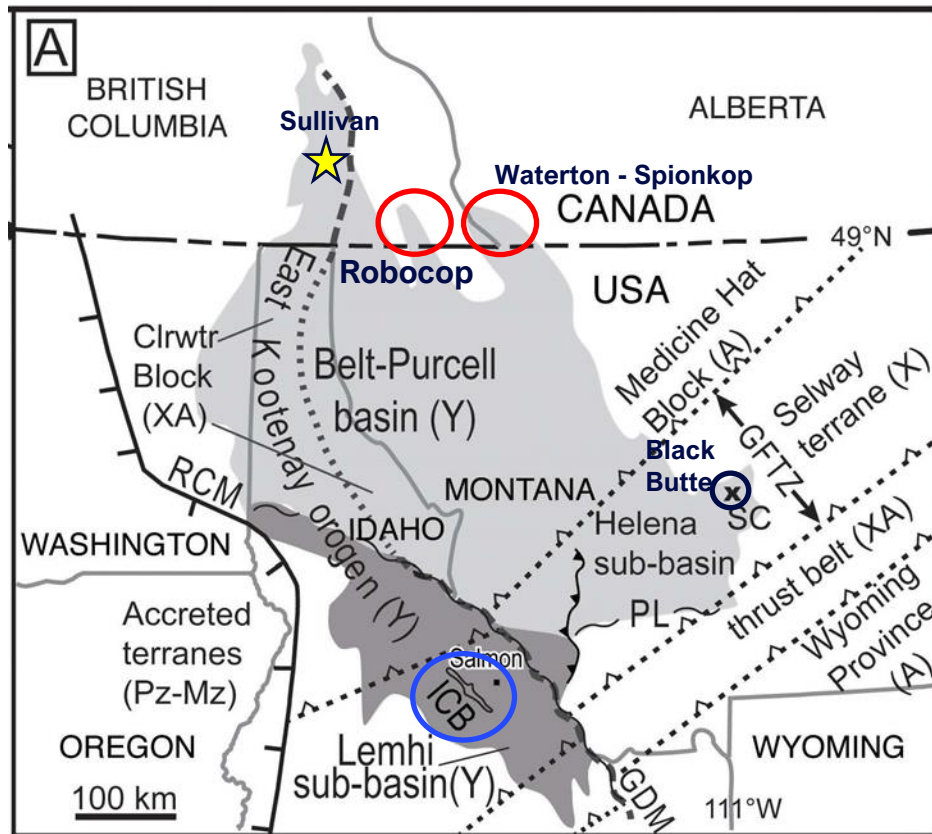 A
BRITISH
COLUMBIA
ALBERTA
Sullivan
Waterton - Spionkop
CANADA
49°N
Robocop
USA
East Kootenay orogen (Y)
Clrwtr
Block
(XA)
Belt-Purcell
basin (Y)
Medicine Hat
Block (A)
Selway
terrane (X)
GFTZ
Black
Butte
x
SC
MONTANA
RCM
IDAHO
Helena
sub-basin
WASHINGTON
PL
thrust belt (XA)
Wyoming
Province
(A)
Accreted
terranes
(Pz-Mz)
Salmon
ICB
OREGON
Lemhi
sub-basin(Y)
WYOMING
GDM
100 km
111°W